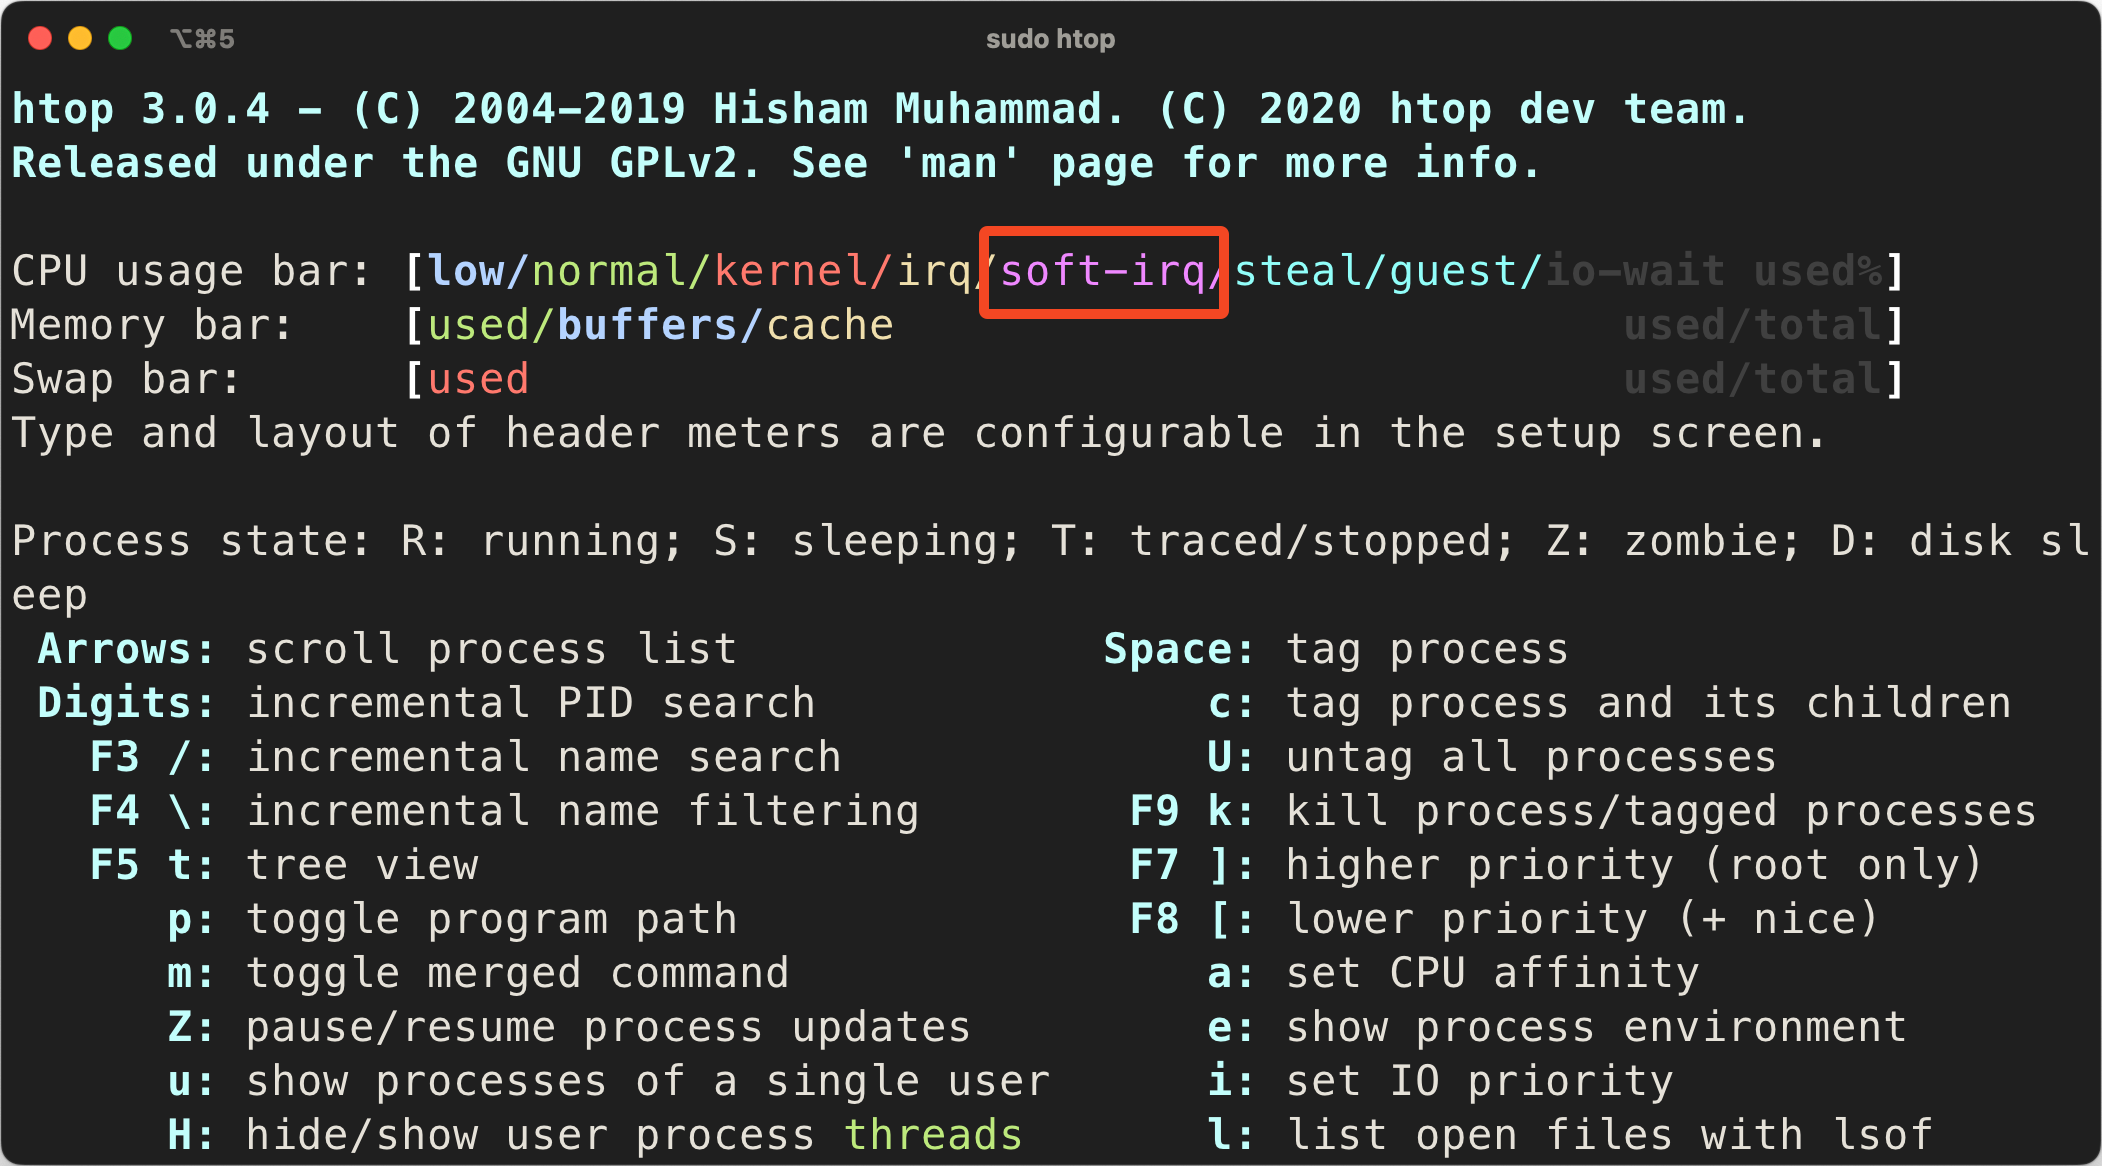 ⌥⌘5 sudo htop
htop 3.0.4 - (C) 2004-2019 Hisham Muhammad. (C) 2020 htop dev team.
Released under the GNU GPLv2. See 'man' page for more info.
CPU usage bar: [low/normal/kernel/irq/soft-irq/steal/guest/io-wait used%]
Memory bar: [used/buffers/cache used/total]
Swap bar: [used used/total]
Type and layout of header meters are configurable in the setup screen.
Process state: R: running; S: sleeping; T: traced/stopped; Z: zombie; D: disk sl
eep
Arrows: scroll process list Space: tag process
Digits: incremental PID search c: tag process and its children
F3 /: incremental name search U: untag all processes
F4 \: incremental name filtering F9 k: kill process/tagged processes
F5 t: tree view F7 ]: higher priority (root only)
p: toggle program path F8 [: lower priority (+ nice)
m: toggle merged command a: set CPU affinity
Z: pause/resume process updates e: show process environment
u: show processes of a single user i: set IO priority
H: hide/show user process threads l: list open files with lsof